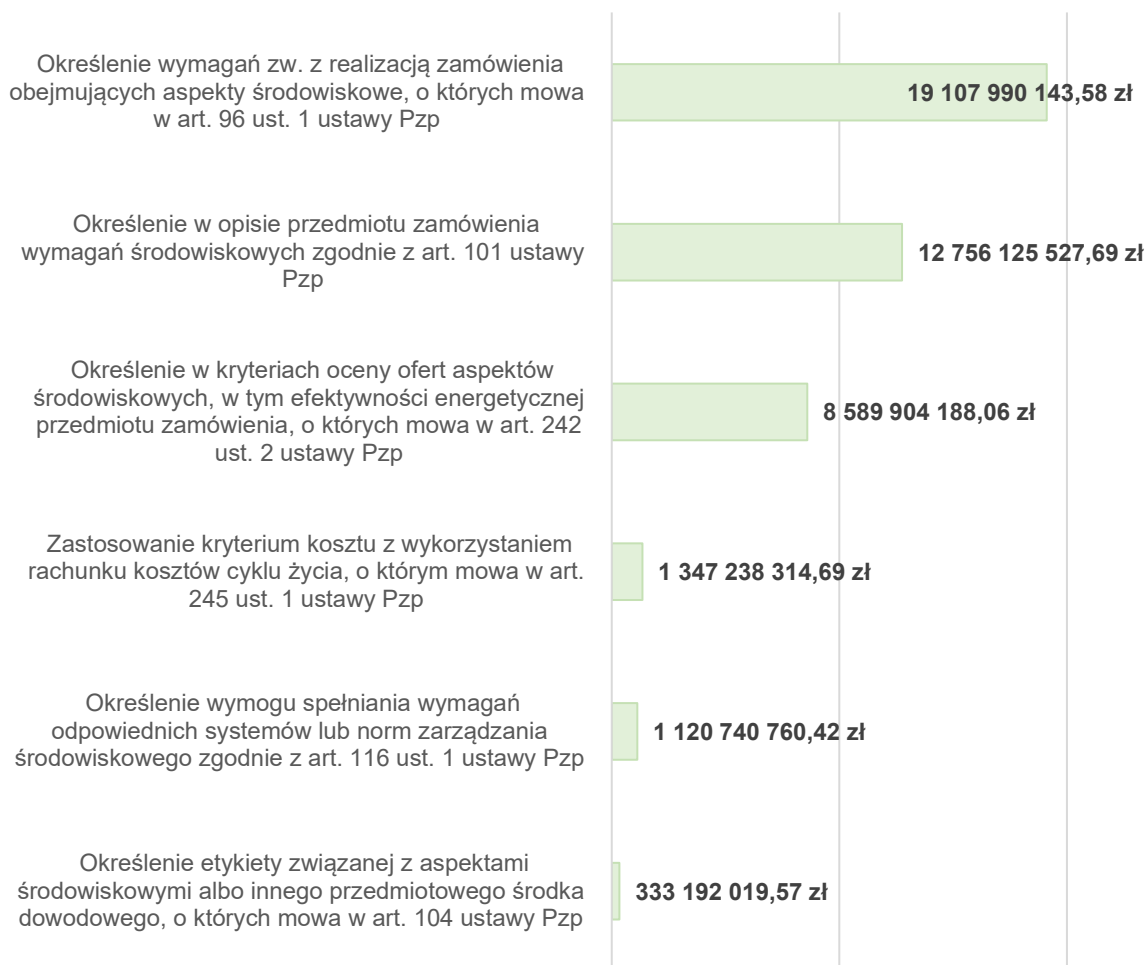 Określenie wymagań zw. z realizacją zamówienia
obejmujących aspekty środowiskowe, o których mowa
w art. 96 ust. 1 ustawy Pzp
19 107 990 143,58 zł
Określenie w opisie przedmiotu zamówienia
wymagań środowiskowych zgodnie z art. 101 ustawy
Pzp
12 756 125 527,69 zł
Określenie w kryteriach oceny ofert aspektów
środowiskowych, w tym efektywności energetycznej
przedmiotu zamówienia, o których mowa w art. 242
ust. 2 ustawy Pzp
8 589 904 188,06 zł
Zastosowanie kryterium kosztu z wykorzystaniem
rachunku kosztów cyklu życia, o którym mowa w art.
245 ust. 1 ustawy Pzp
1 347 238 314,69 zł
Określenie wymogu spełniania wymagań
odpowiednich systemów lub norm zarządzania
środowiskowego zgodnie z art. 116 ust. 1 ustawy Pzp
1 120 740 760,42 zł
Określenie etykiety związanej z aspektami
środowiskowymi albo innego przedmiotowego środka
dowodowego, o których mowa w art. 104 ustawy Pzp
333 192 019,57 zł